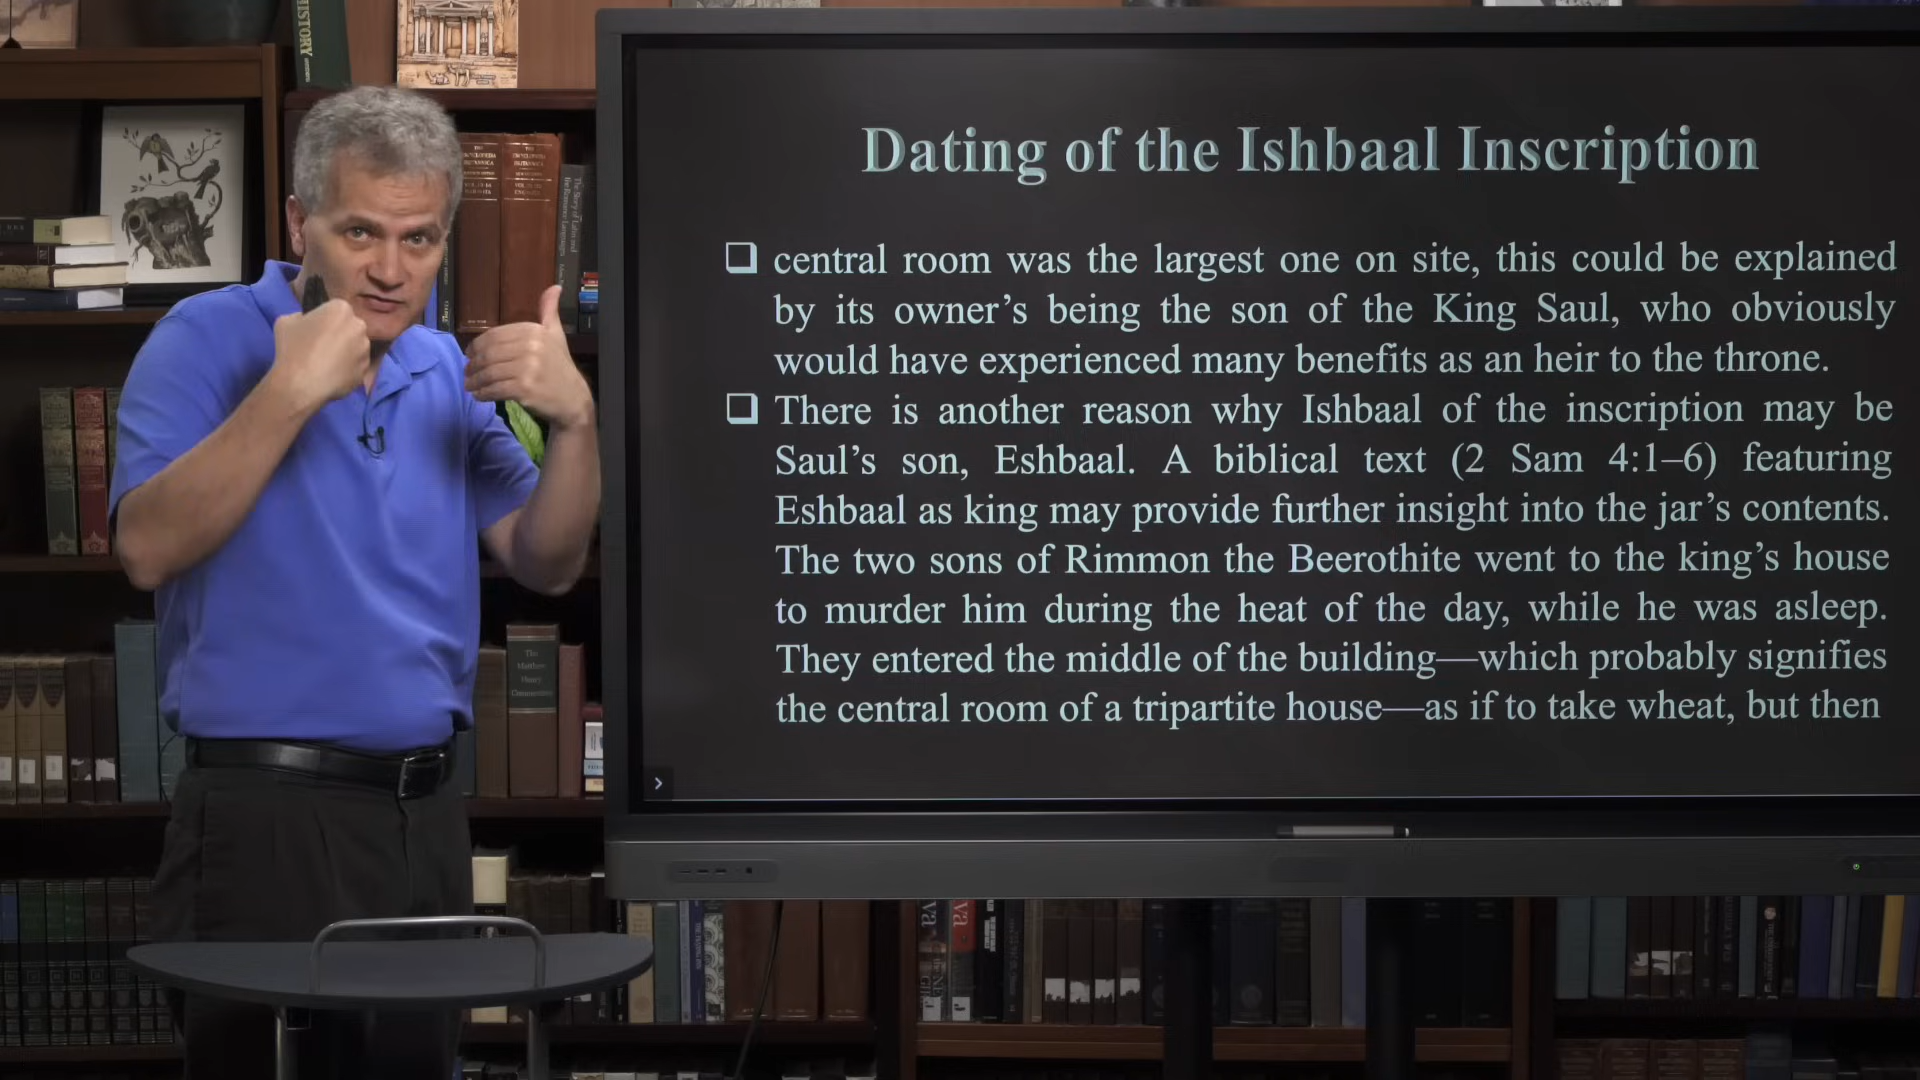 HISTORY
Dating of the Ishbaal Inscription
central room was the largest one on site, this could be explained
by its owner’s being the son of the King Saul, who obviously
would have experienced many benefits as an heir to the throne.
There is another reason why Ishbaal of the inscription may be
Saul’s son, Eshbaal. A biblical text (2 Sam 4:1–6) featuring
Eshbaal as king may provide further insight into the jar’s contents.
The two sons of Rimmon the Beerothite went to the king’s house
to murder him during the heat of the day, while he was asleep.
They entered the middle of the building—which probably signifies
the central room of a tripartite house—as if to take wheat, but then
The
Matthew
Henry
Commentary